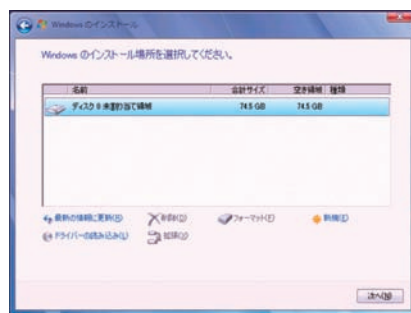 Windows のインストール
Windows のインストール場所を選択してください。
名前 合計サイズ 空き領域 種類
ディスク 0 未割り当て領域 74.5 GB 74.5 GB
最新の情報に更新(R) 削除(D) フォーマット(F) 新規(E)
ドライバーの読み込み(L) 拡張(X)
次へ(N)